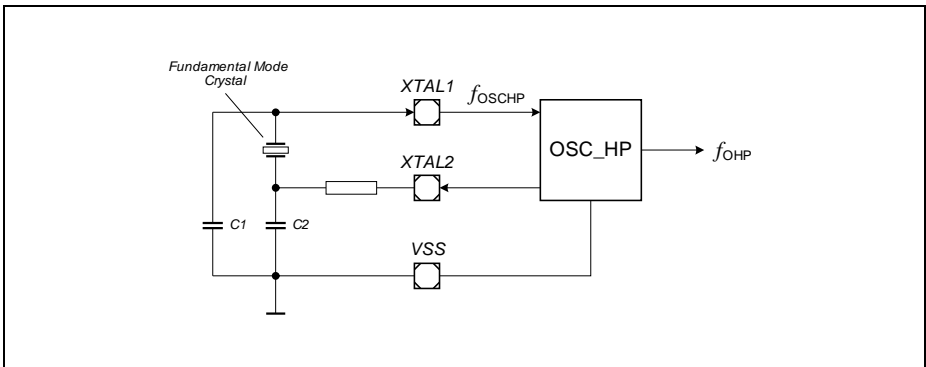 Fundamental Mode
Crystal
XTAL1
fOSCHP
OSC_HP
fOHP
XTAL2
C1
C2
VSS